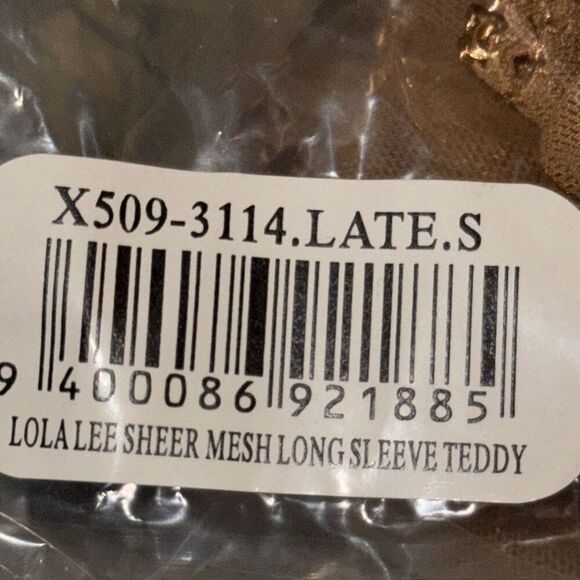 X509-3114.LATE.S
9 400086 921885
LOLA LEE SHEER MESH LONG SLEEVE TEDDY